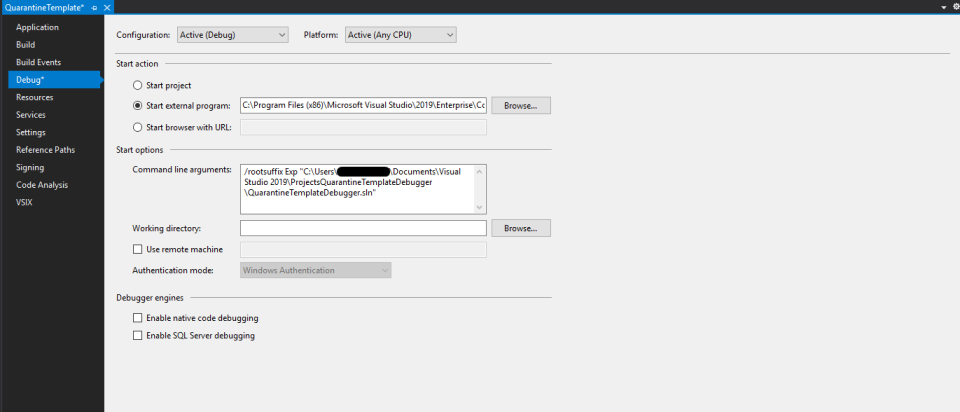 QuarantineTemplate*
Application
Build
Build Events
Debug*
Resources
Services
Settings
Reference Paths
Signing
Code Analysis
VSIX
Configuration: Active (Debug) Platform: Active (Any CPU)
Start action
Start project
Start external program: C:\Program Files (x86)\Microsoft Visual Studio\2019\Enterprise\Cc Browse...
Start browser with URL:
Start options
Command line arguments: /rootsuffix Exp "C:\Users\ \Documents\Visual
Studio 2019\ProjectsQuarantineTemplateDebugger
\QuarantineTemplateDebugger.sln"
Working directory: Browse...
Use remote machine
Authentication mode: Windows Authentication
Debugger engines
Enable native code debugging
Enable SQL Server debugging